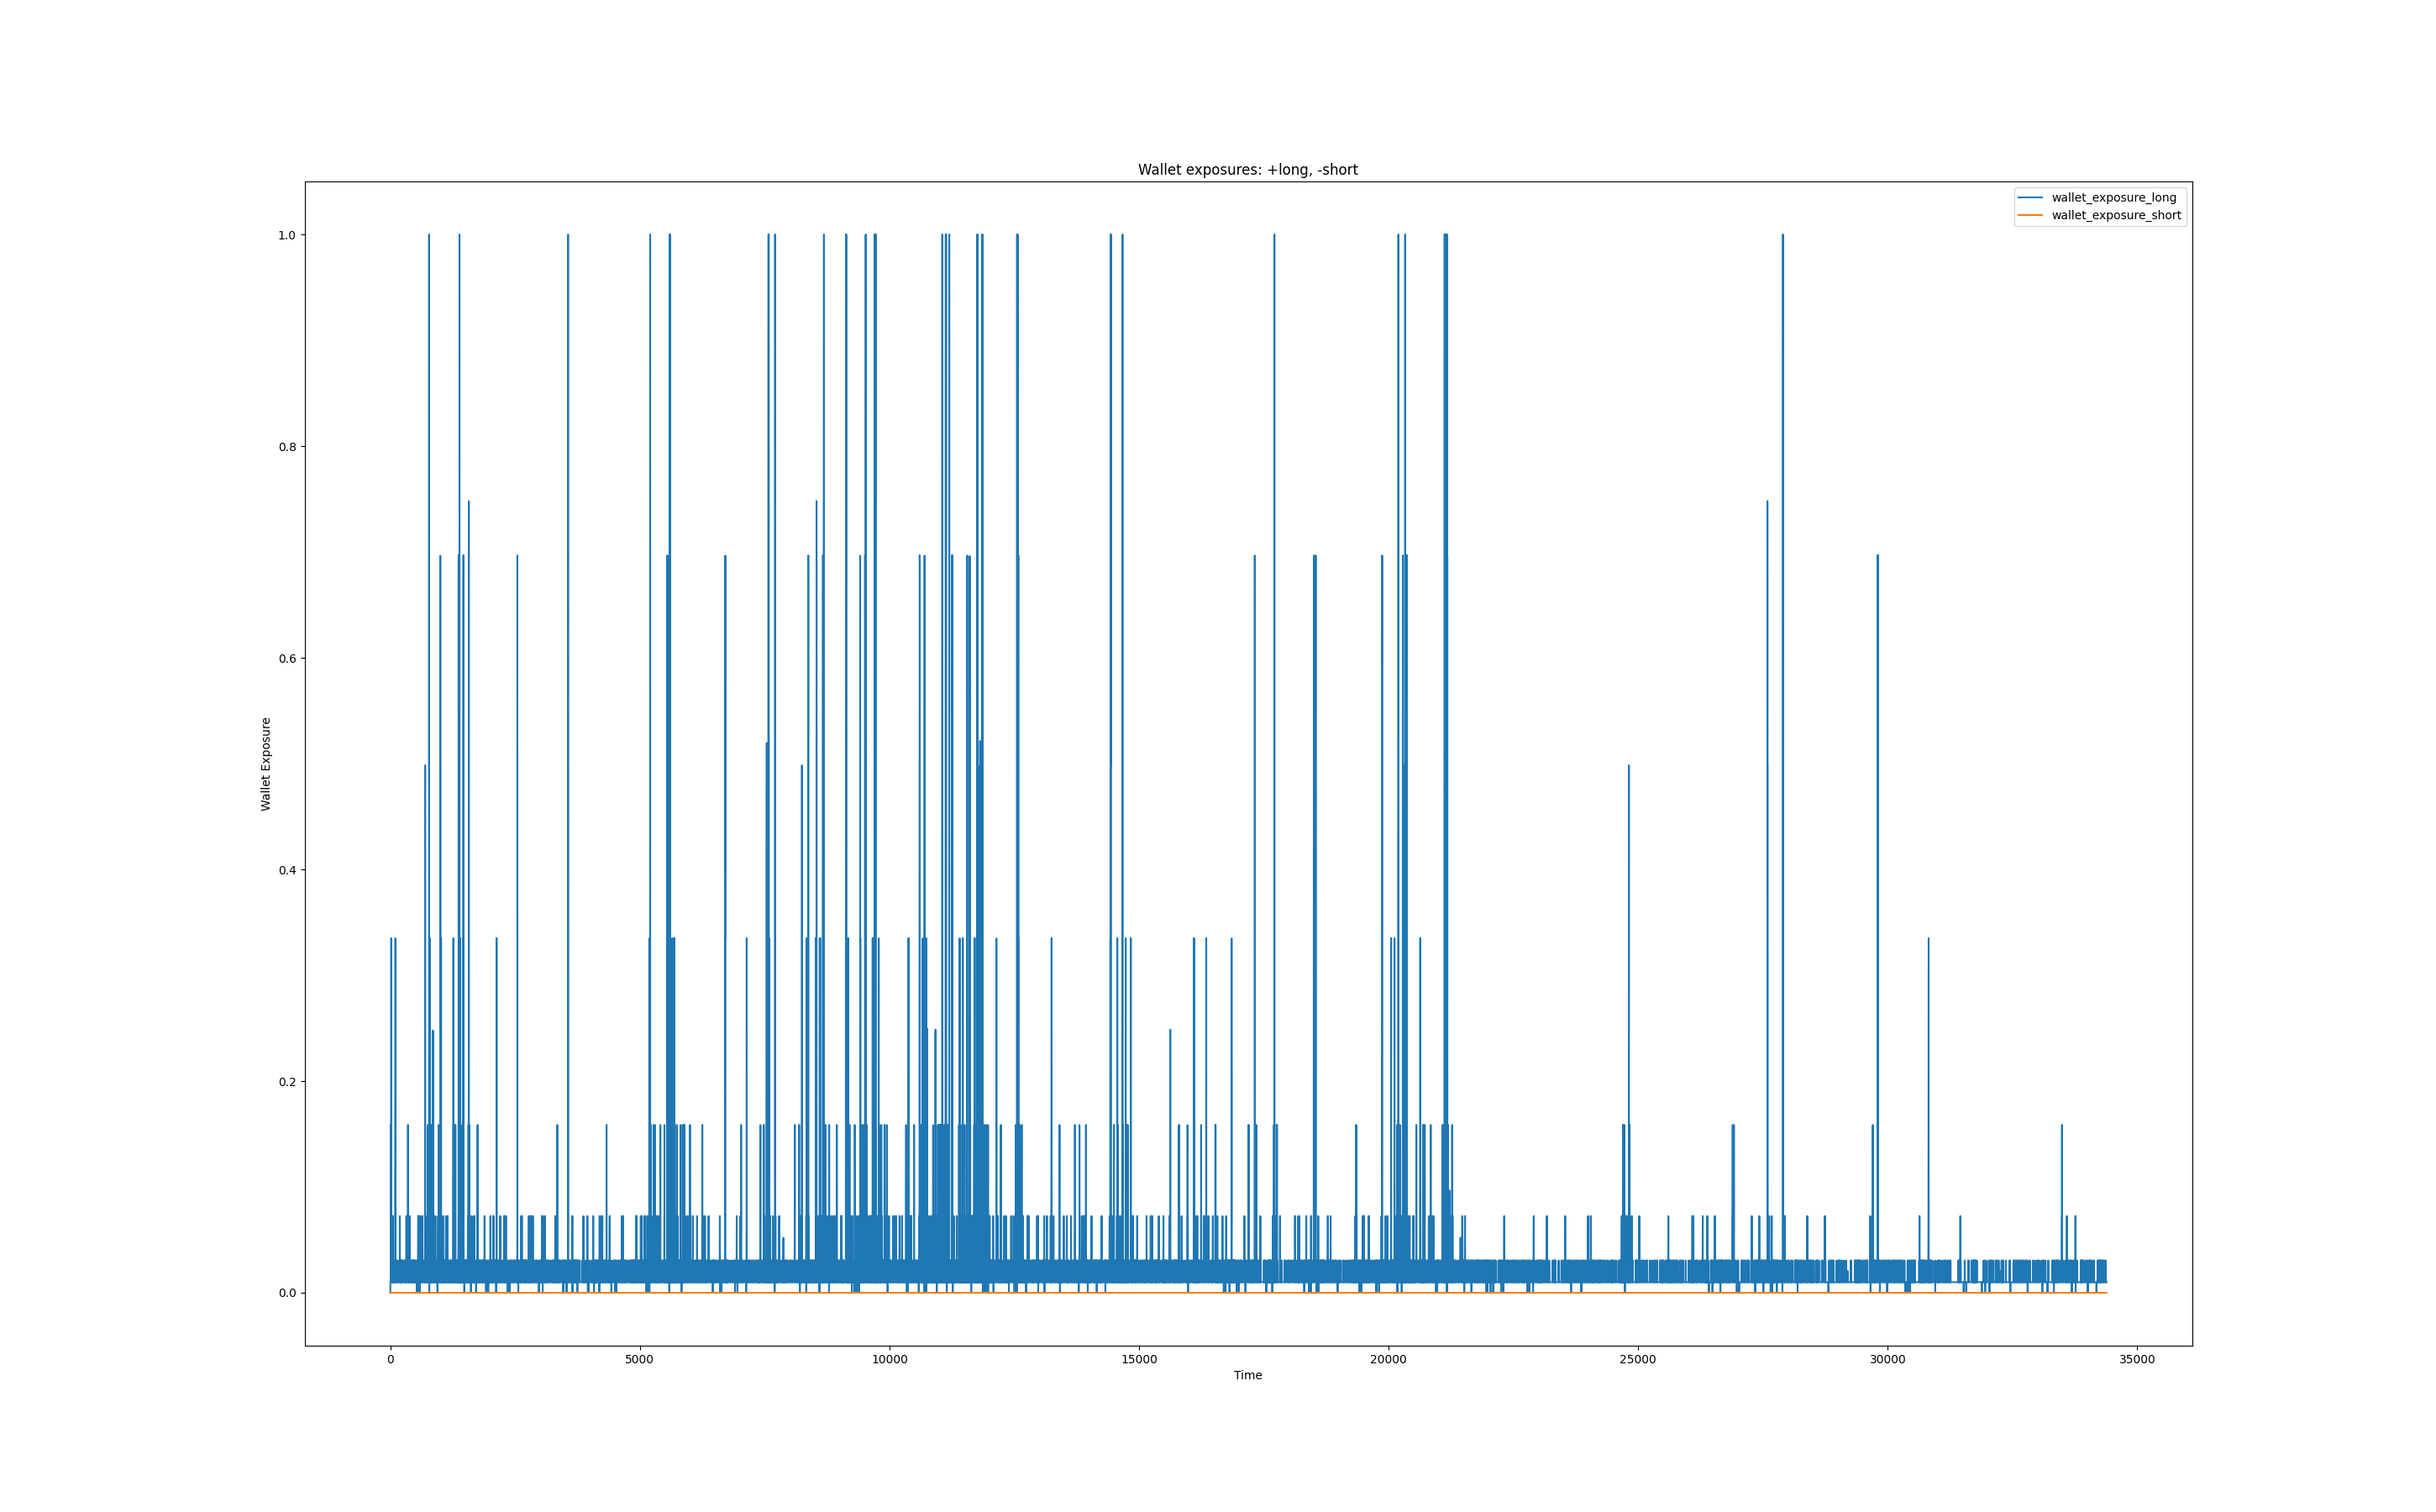 Wallet exposures: +long, -short
wallet_exposure_long
wallet_exposure_short
1.0
0.8
0.6
0.4
0.2
0.0
Wallet Exposure
0 5000 10000 15000 20000 25000 30000 35000
Time